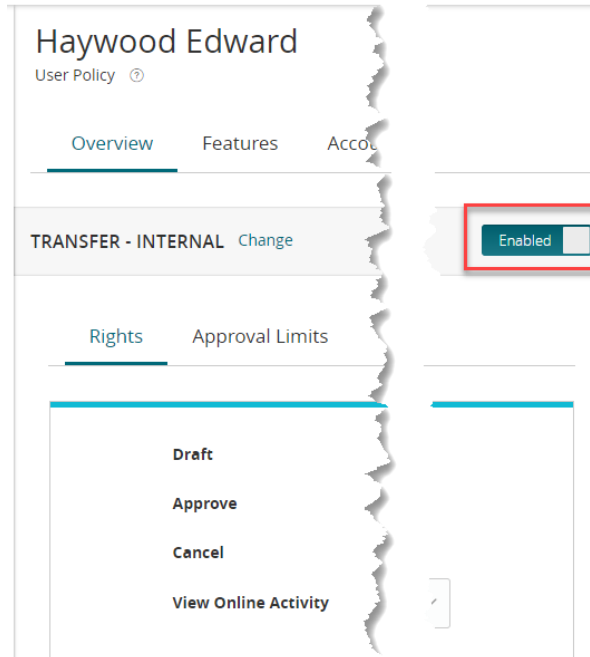 Haywood Edward
User Policy
Overview Features
TRANSFER - INTERNAL Change Enabled
Rights Approval Limits
Draft
Approve
Cancel
View Online Activity